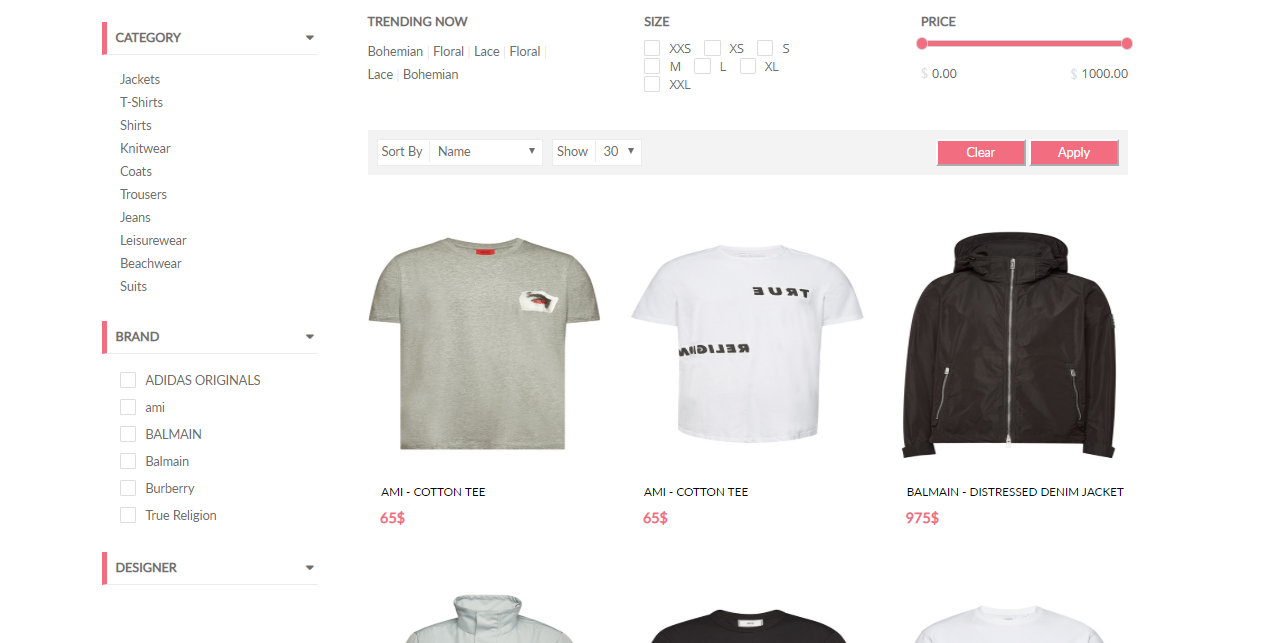 CATEGORY
Jackets
T-Shirts
Shirts
Knitwear
Coats
Trousers
Jeans
Leisurewear
Beachwear
Suits
BRAND
ADIDAS ORIGINALS
ami
BALMAIN
Balmain
Burberry
True Religion
DESIGNER
TRENDING NOW
Bohemian | Floral | Lace | Floral |
Lace | Bohemian
SIZE
XXS XS S
M L XL
XXL
PRICE
$ 0.00 $ 1000.00
Sort By Name Show 30 Clear Apply
TRUE
RELIGION
AMI - COTTON TEE
65$
AMI - COTTON TEE
65$
BALMAIN - DISTRESSED DENIM JACKET
975$